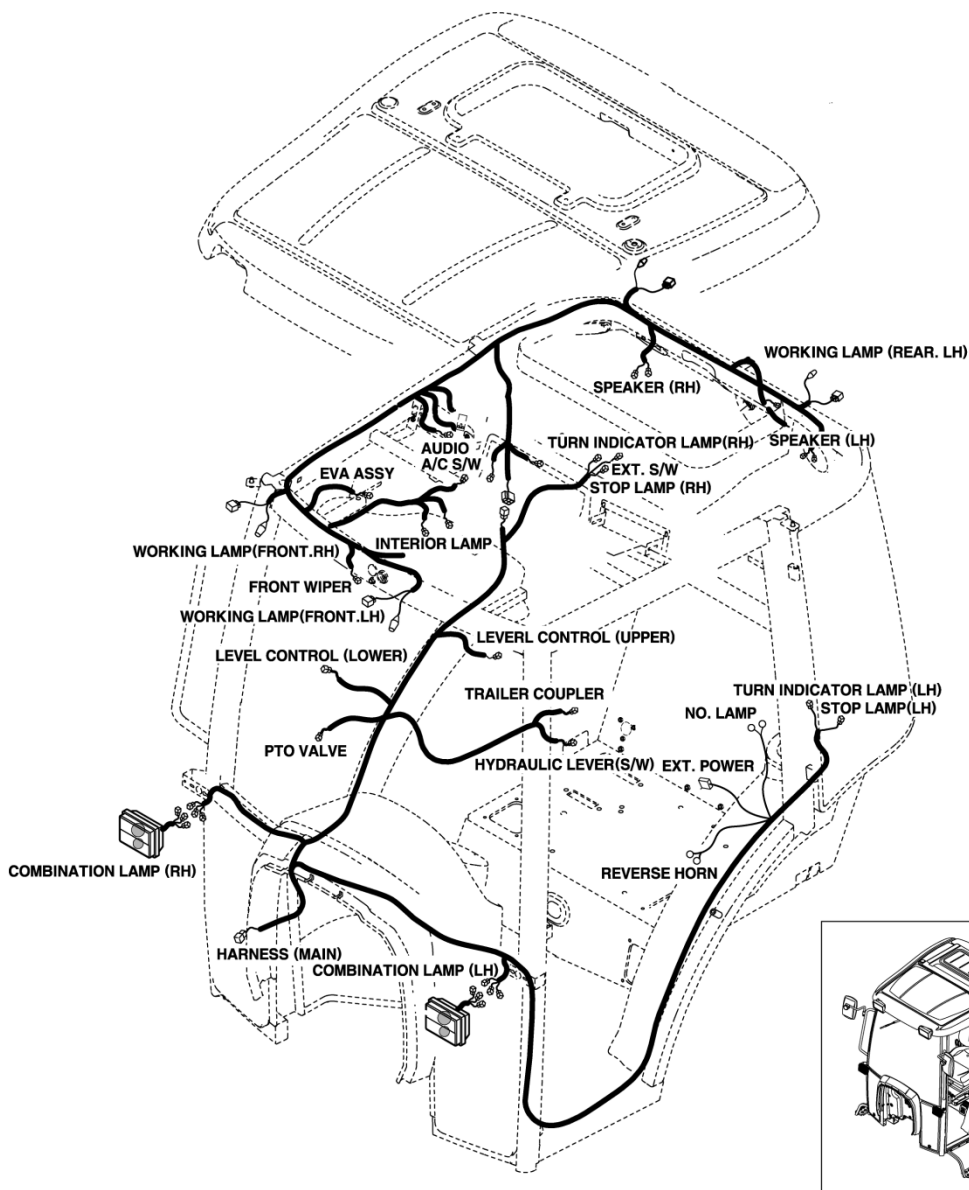 WORKING LAMP (REAR. LH)
SPEAKER (RH)
SPEAKER (LH)
TURN INDICATOR LAMP(RH)
AUDIO
A/C S/W
EXT. S/W
EVA ASSY
STOP LAMP (RH)
INTERIOR LAMP
WORKING LAMP(FRONT.RH)
FRONT WIPER
WORKING LAMP(FRONT.LH)
LEVERL CONTROL (UPPER)
LEVEL CONTROL (LOWER)
TRAILER COUPLER
TURN INDICATOR LAMP (LH)
STOP LAMP(LH)
NO. LAMP
PTO VALVE
HYDRAULIC LEVER(S/W)
EXT. POWER
COMBINATION LAMP (RH)
REVERSE HORN
HARNESS (MAIN)
COMBINATION LAMP (LH)